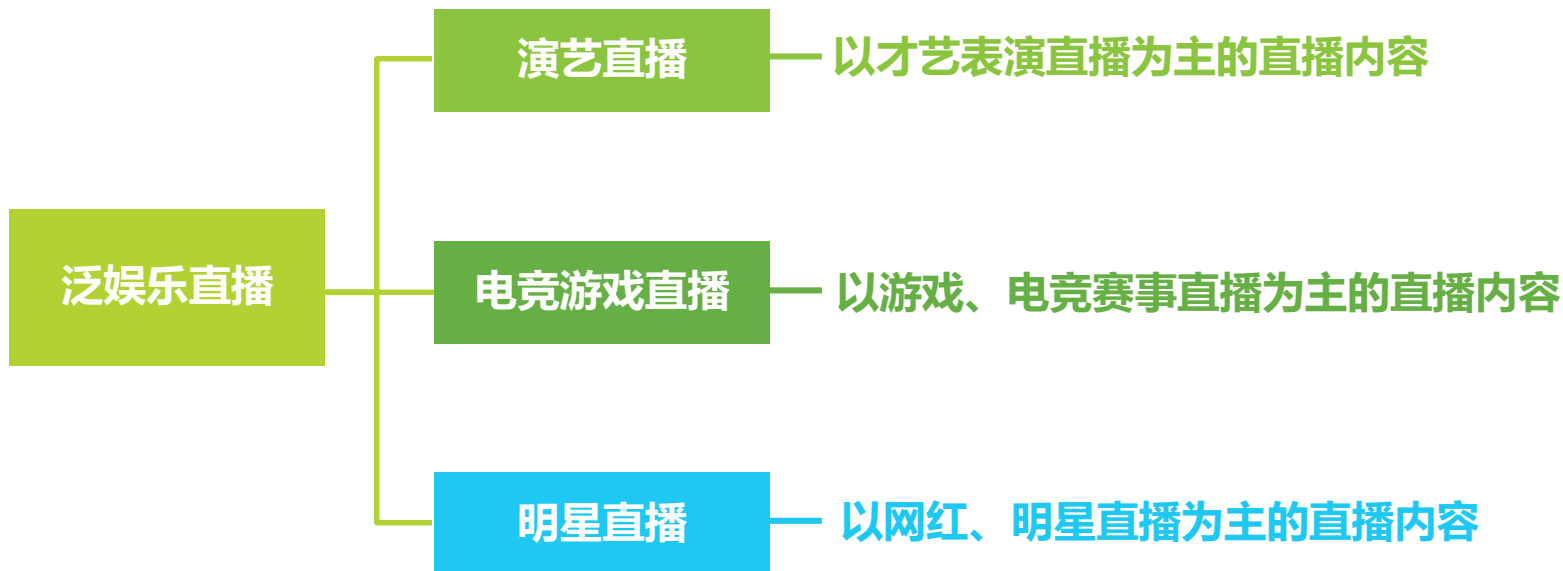 演艺直播
以才艺表演直播为主的直播内容
泛娱乐直播
电竞游戏直播
以游戏、电竞赛事直播为主的直播内容
明星直播
以网红、明星直播为主的直播内容